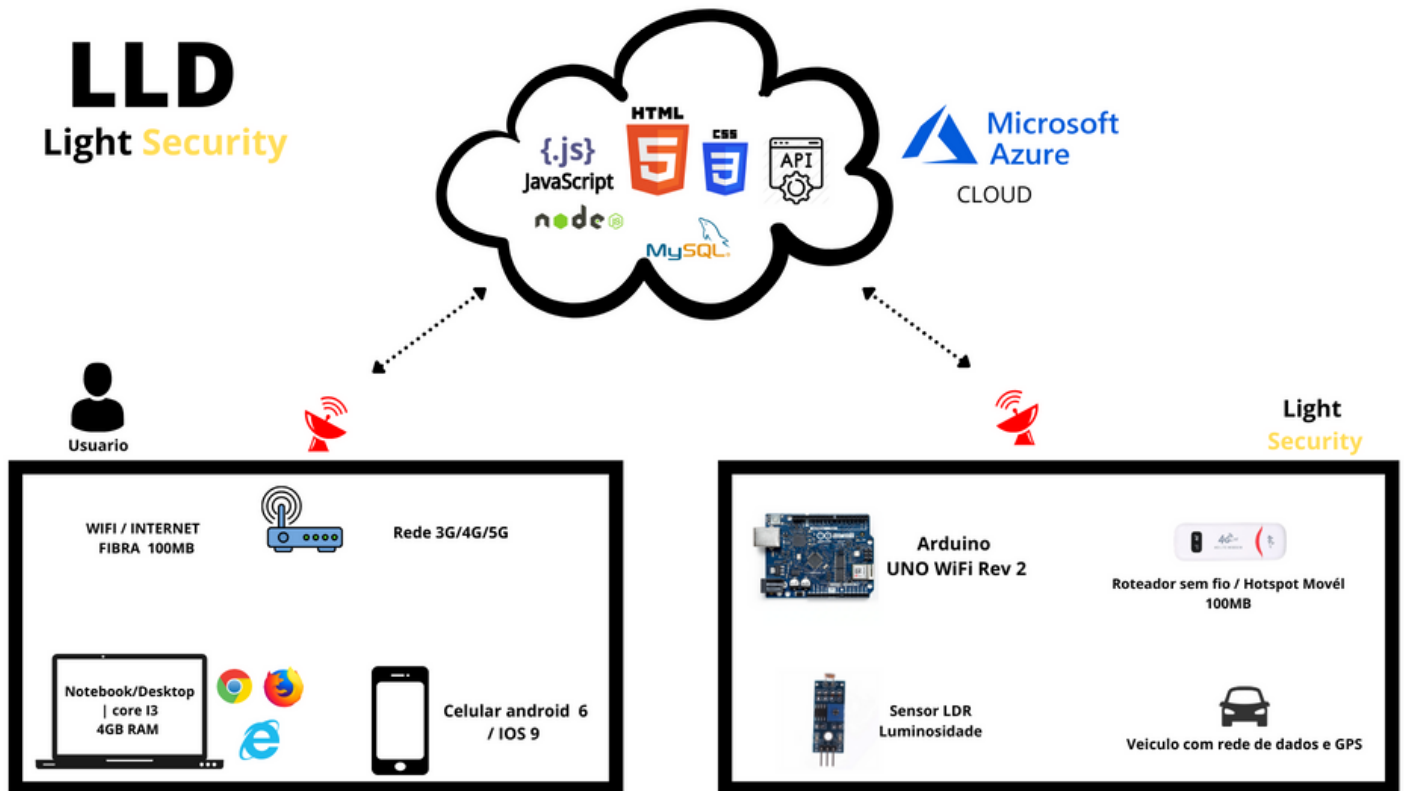 LLD
Light Security
{.js}
JavaScript
node
JS
HTML
5
CSS
3
API
MySQL
Microsoft
Azure
CLOUD
Usuario
WIFI / INTERNET
FIBRA 100MB
Rede 3G/4G/5G
Notebook/Desktop
| core I3
4GB RAM
Celular android 6
/ IOS 9
Light
Security
Arduino
UNO WiFi Rev 2
4G
Roteador sem fio / Hotspot Movél
100MB
Sensor LDR
Luminosidade
Veiculo com rede de dados e GPS